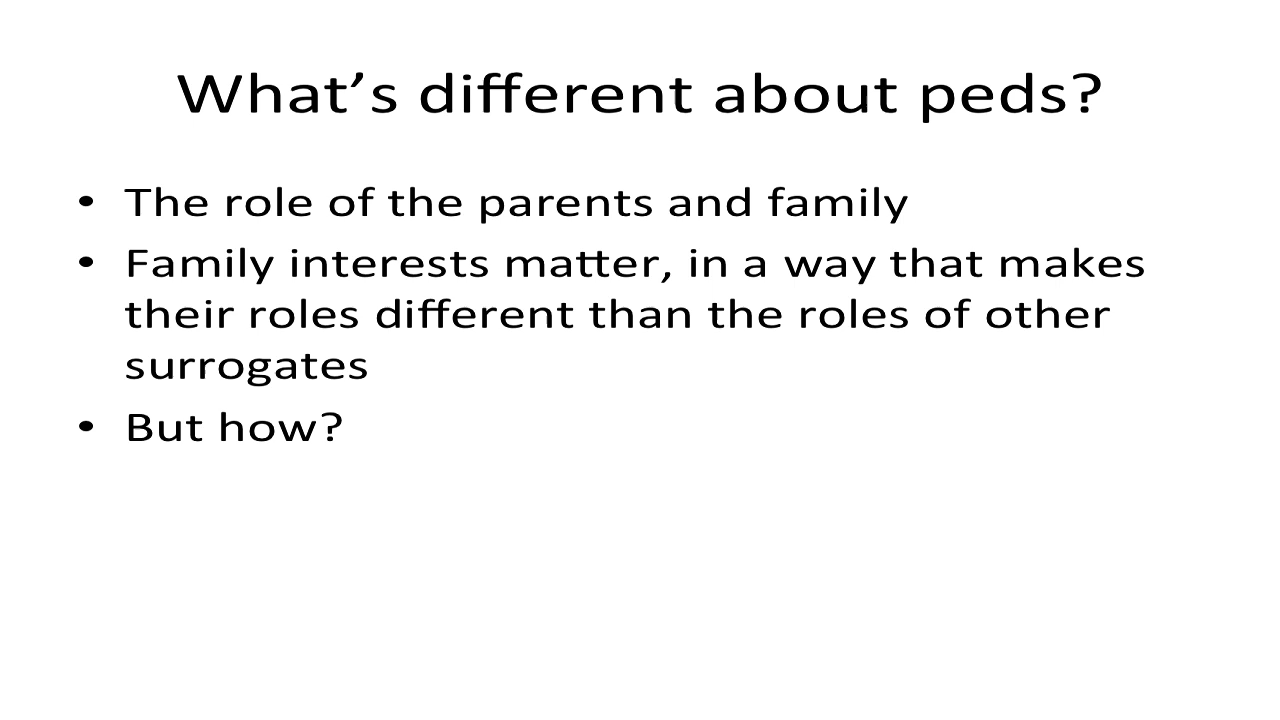 What’s different about peds?
• The role of the parents and family
• Family interests matter, in a way that makes
their roles different than the roles of other
surrogates
• But how?